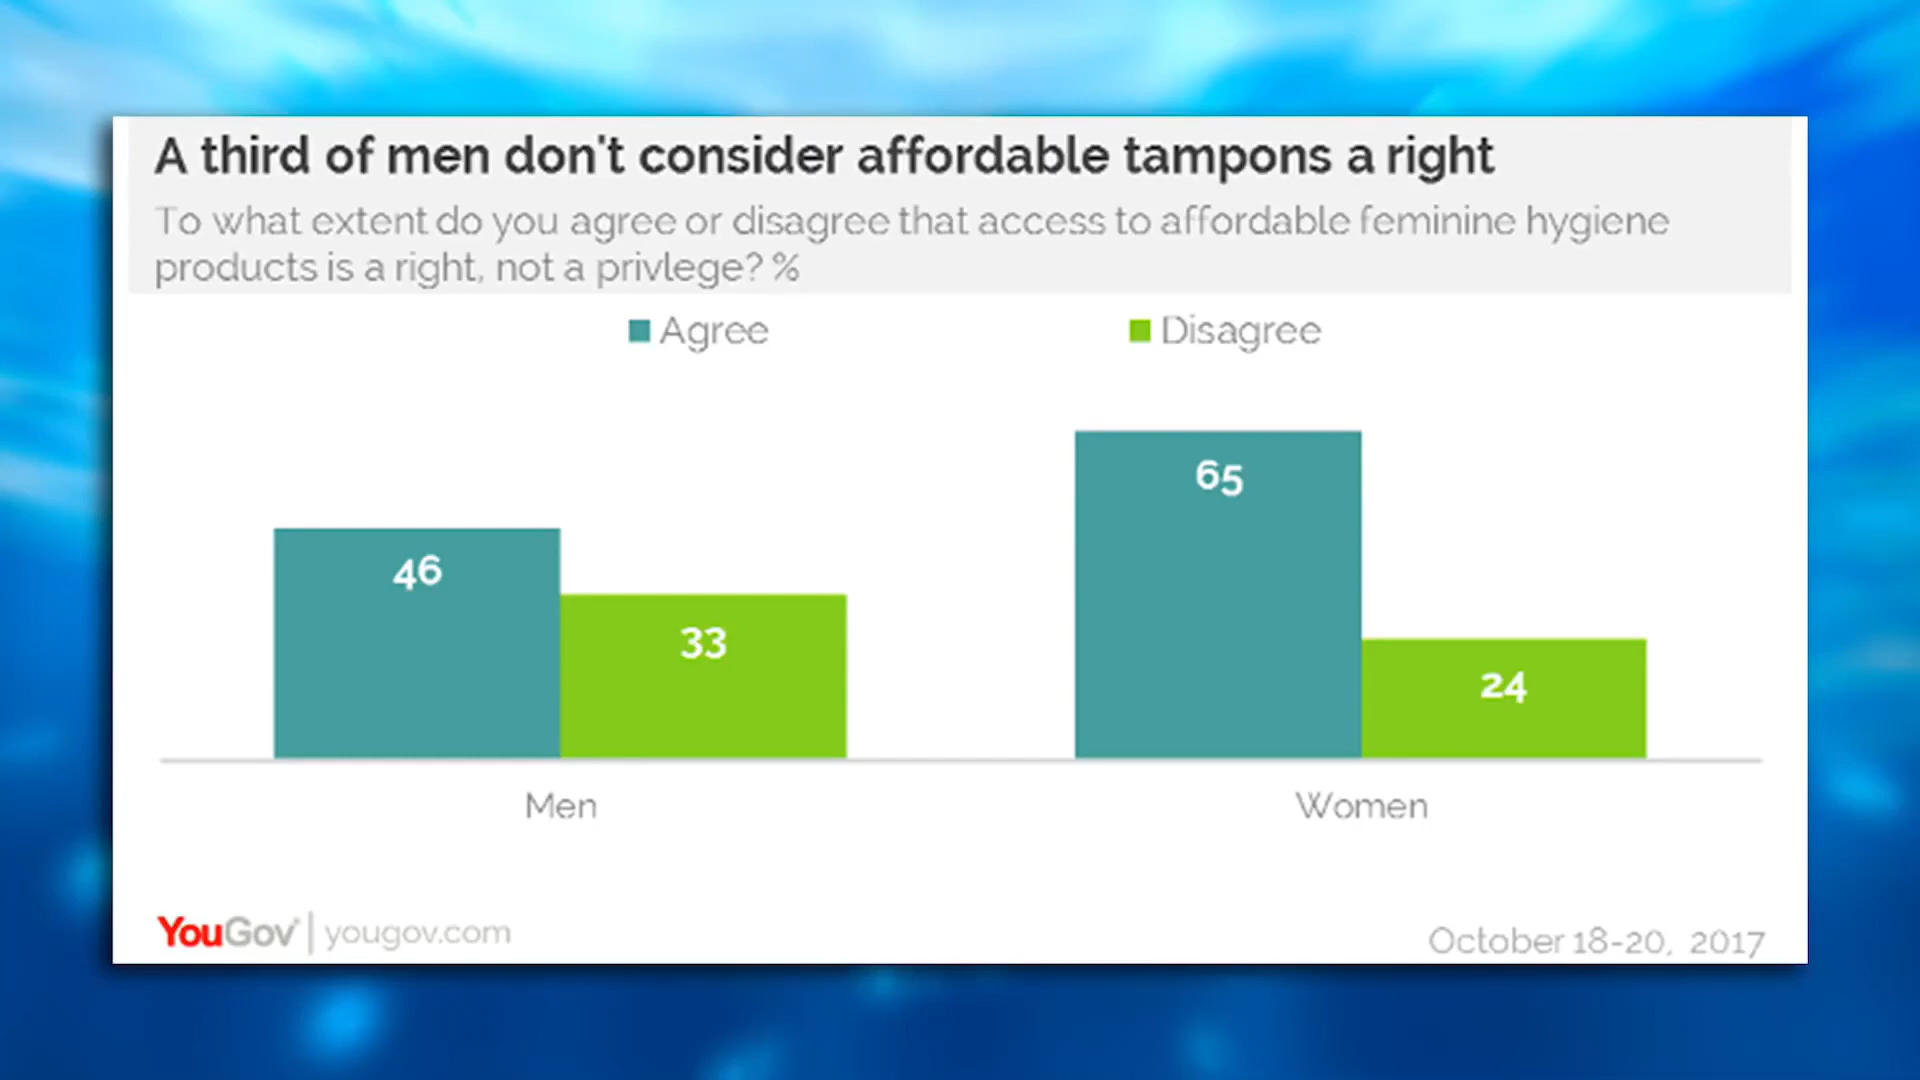 A third of men don't consider affordable tampons a right
To what extent do you agree or disagree that access to affordable feminine hygiene
products is a right, not a privlege? %
Agree
Disagree
46
33
65
24
Men
Women
YouGov | yougov.com
October 18-20, 2017